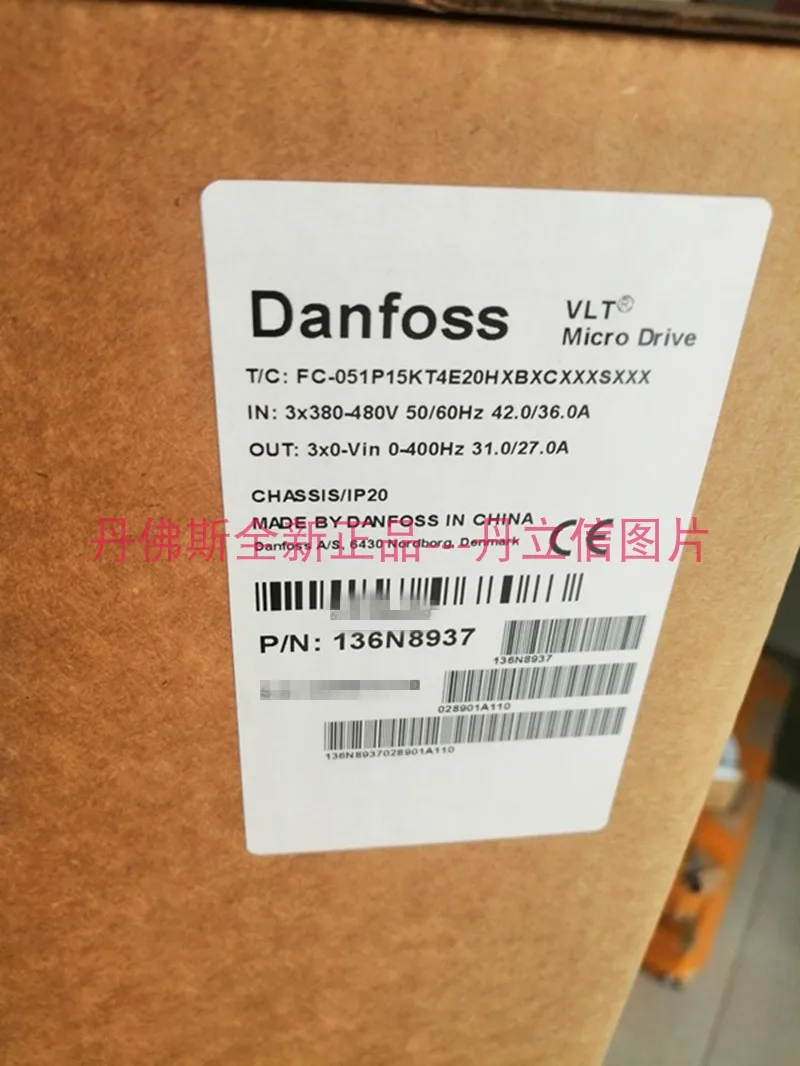 Danfoss
VLT®
Micro Drive
T/C: FC-051P15KT4E20HXBXCXXXSXXX
IN: 3x380-480V 50/60Hz 42.0/36.0A
OUT: 3x0-Vin 0-400Hz 31.0/27.0A
CHASSIS/IP20
MADE BY DANFOSS IN CHINA
Danfoss A/S, 6430 Nordborg, Denmark
CE
丹佛斯全新正品---丹立信图片
P/N: 136N8937
136N8937
028901A110
136N8937028901A110